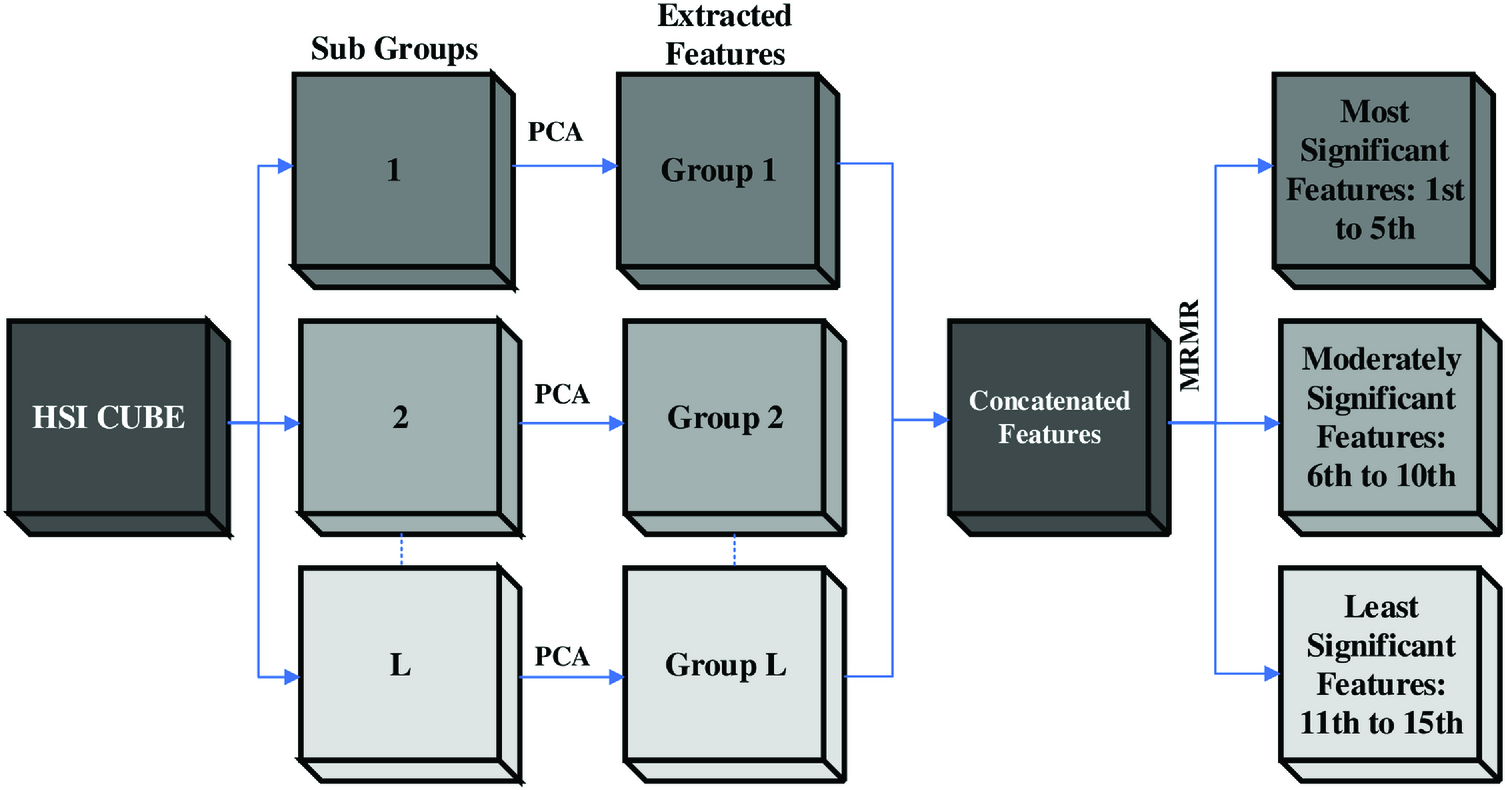 Sub Groups
Extracted
Features
1
PCA
Group 1
Most
Significant
Features: 1st
to 5th
HSI CUBE
2
PCA
Group 2
Concatenated
Features
MRMR
Moderately
Significant
Features:
6th to 10th
L
PCA
Group L
Least
Significant
Features:
11th to 15th